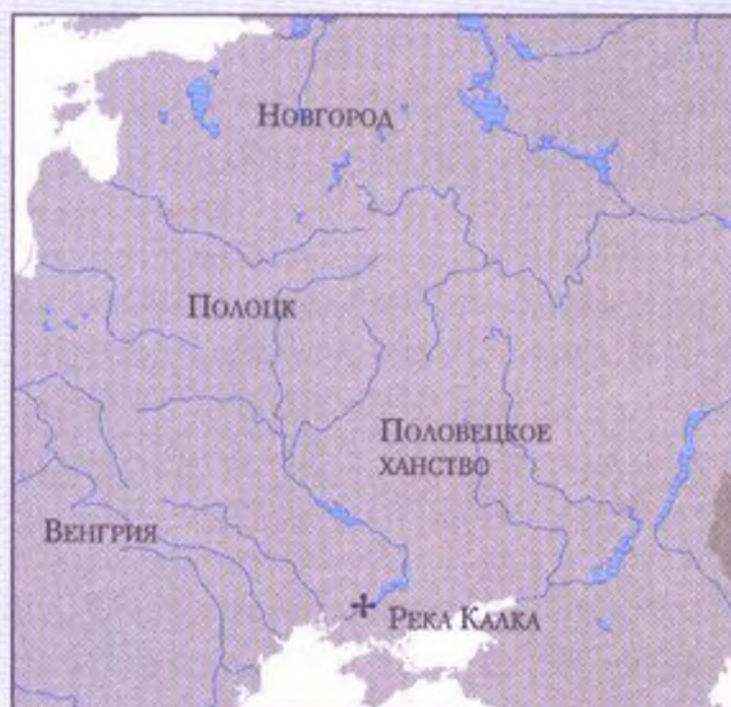 Новгород
Полоцк
Половецкое
ханство
Венгрия
Река Калка